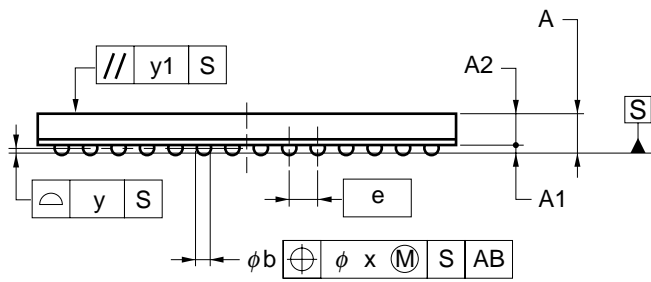 A
// y1 S
A2
S
⌓ y S
e
A1
ϕb ⌖ ϕ x Ⓜ S AB